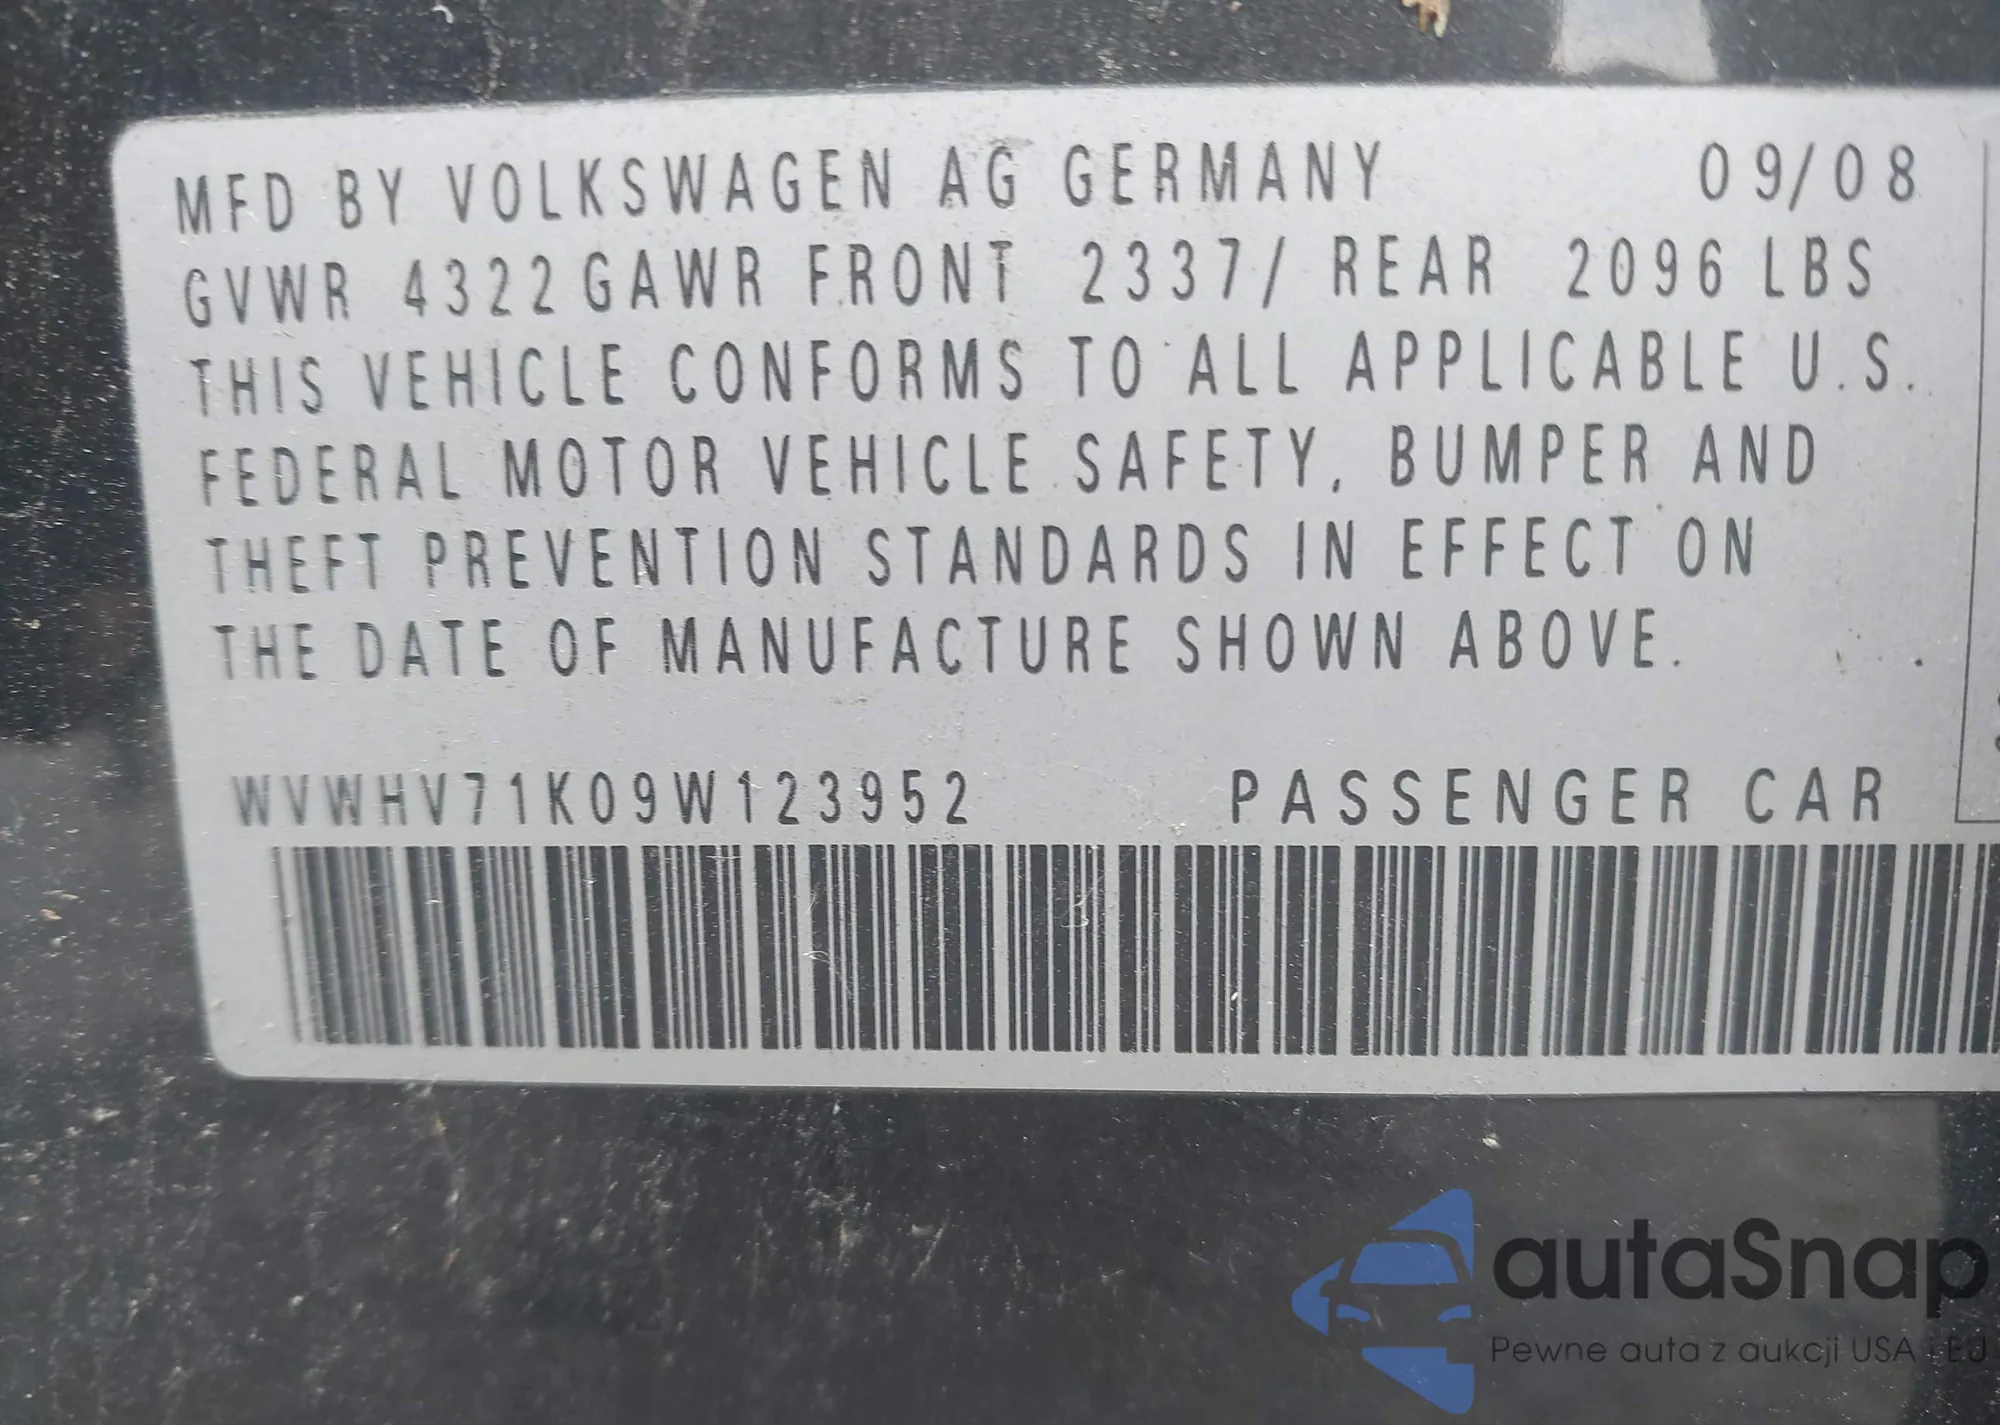 MFD BY VOLKSWAGEN AG GERMANY 09/08
GVWR 4322 GAWR FRONT 2337/ REAR 2096 LBS
THIS VEHICLE CONFORMS TO ALL APPLICABLE U.S.
FEDERAL MOTOR VEHICLE SAFETY, BUMPER AND
THEFT PREVENTION STANDARDS IN EFFECT ON
THE DATE OF MANUFACTURE SHOWN ABOVE.
WVWHV71K09W123952 PASSENGER CAR
autaSnap
Pewne auta z aukcji USA i EU